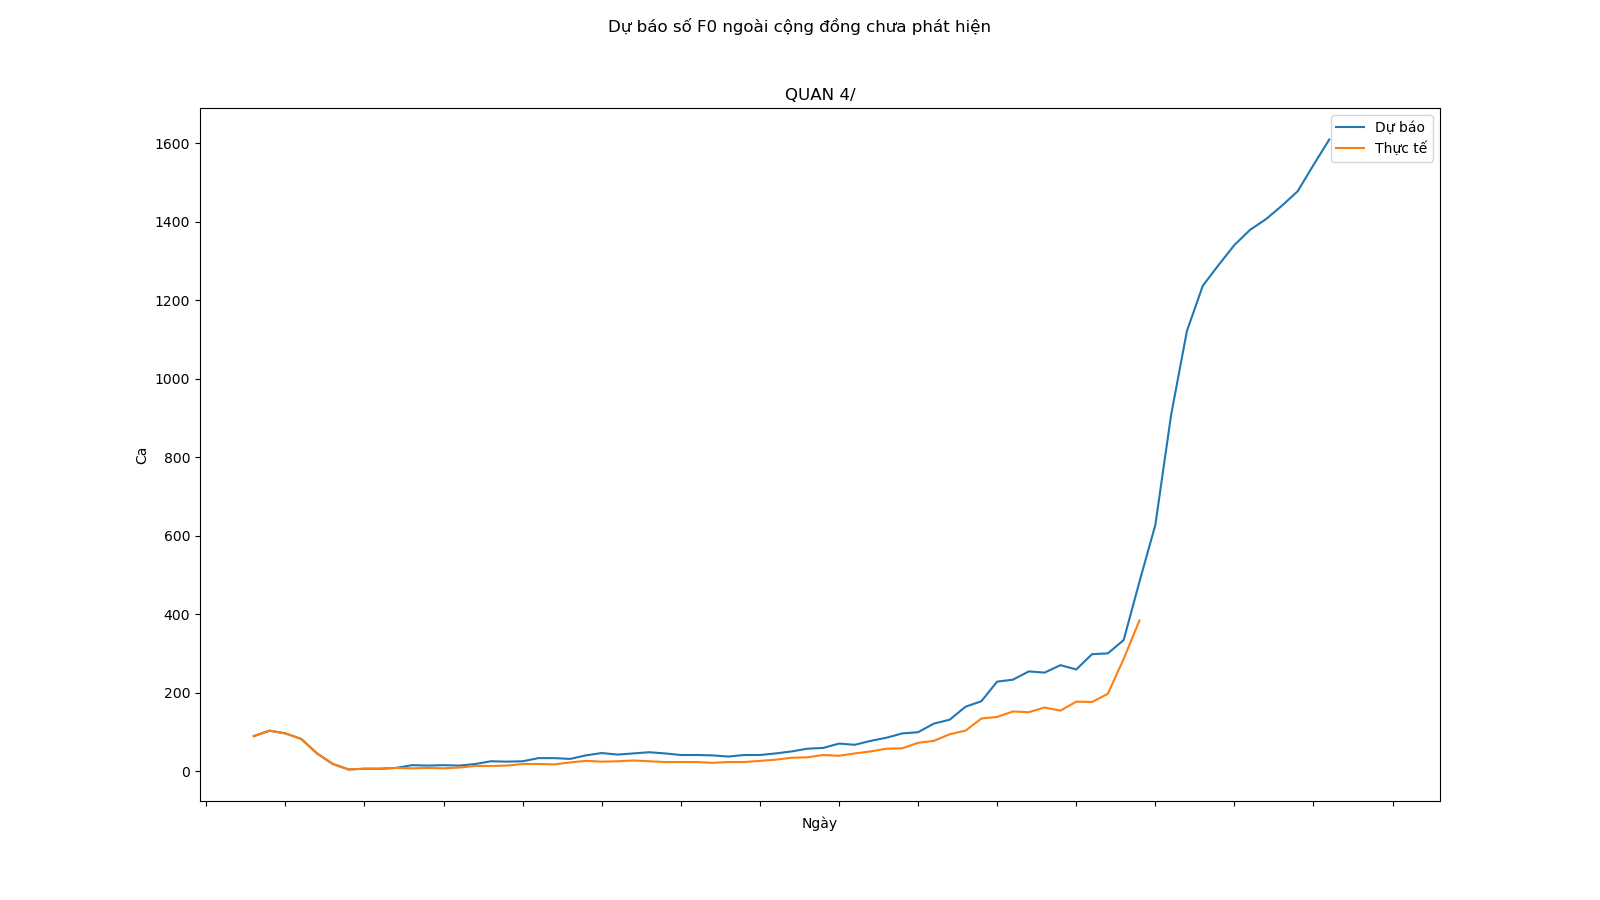 Dự báo số F0 ngoài cộng đồng chưa phát hiện
QUAN 4/
Dự báo
Thực tế
1600
1400
1200
1000
800
600
400
200
0
Ca
Ngày